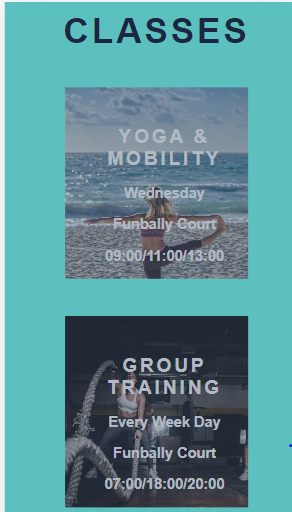 CLASSES
YOGA &
MOBILITY
Wednesday
Funbally Court
09:00/11:00/13:00
GROUP
TRAINING
Every Week Day
Funbally Court
07:00/18:00/20:00